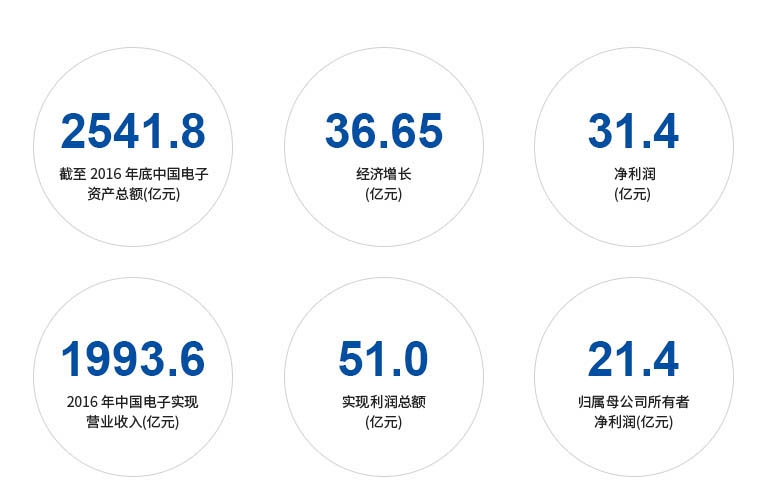 2541.8
截至 2016 年底中国电子
资产总额(亿元)
36.65
经济增长
(亿元)
31.4
净利润
(亿元)
1993.6
2016 年中国电子实现
营业收入(亿元)
51.0
实现利润总额
(亿元)
21.4
归属母公司所有者
净利润(亿元)